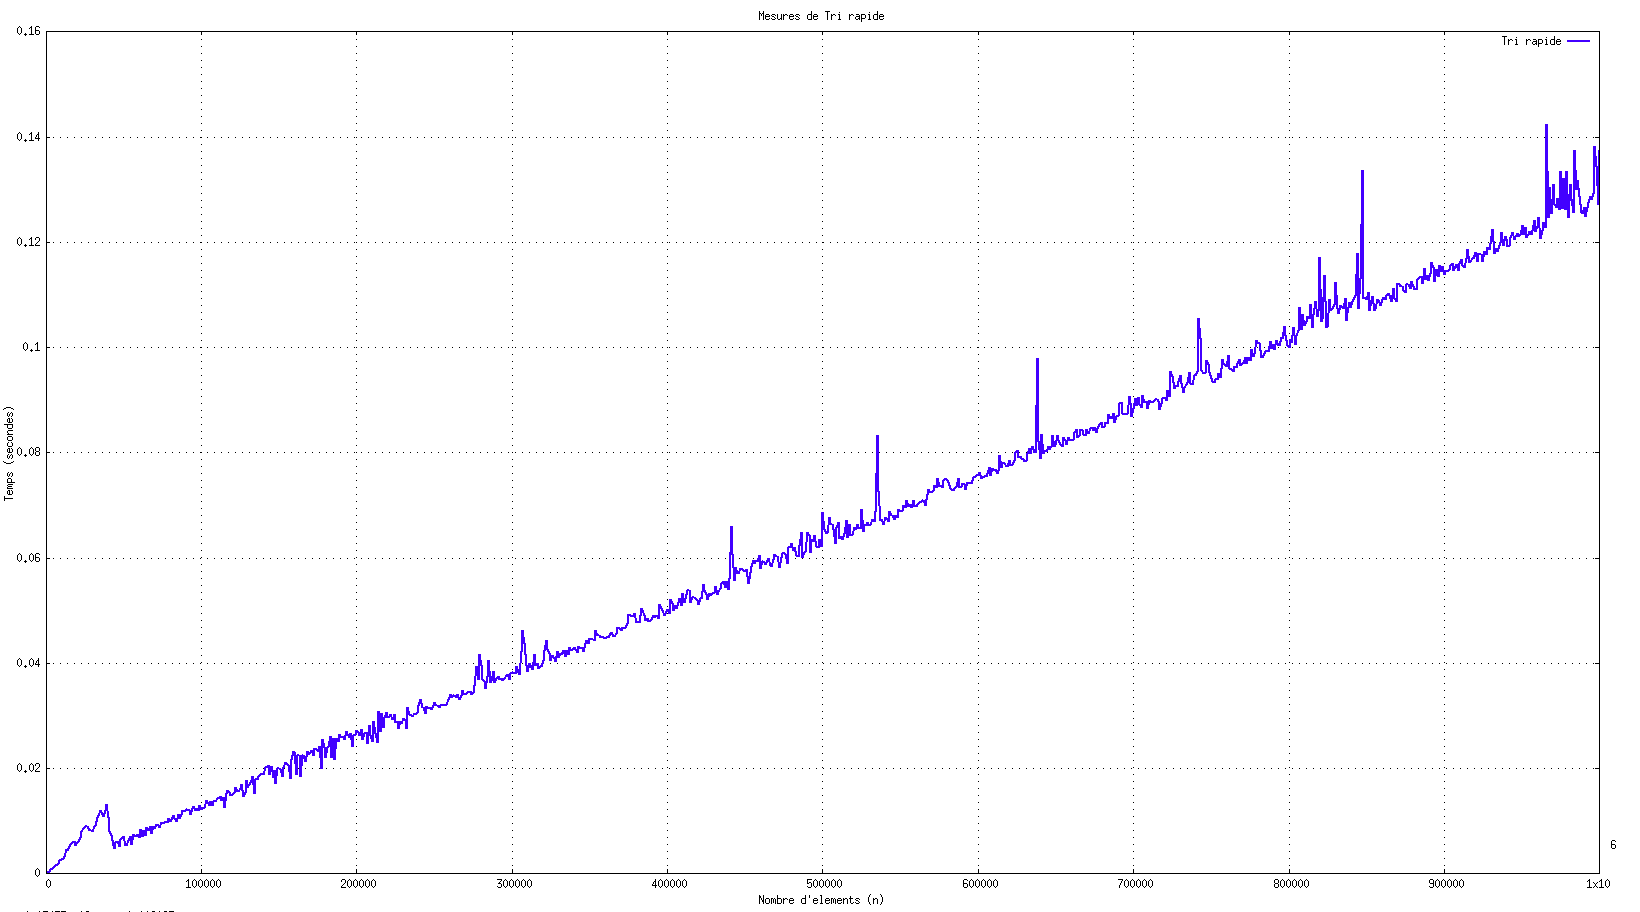 Mesures de Tri rapide
0.16
Tri rapide
0.14
0.12
0.1
0.08
Temps (secondes)
0.06
0.04
0.02
0
6
0 100000 200000 300000 400000 500000 600000 700000 800000 900000 1x10
Nombre d'elements (n)